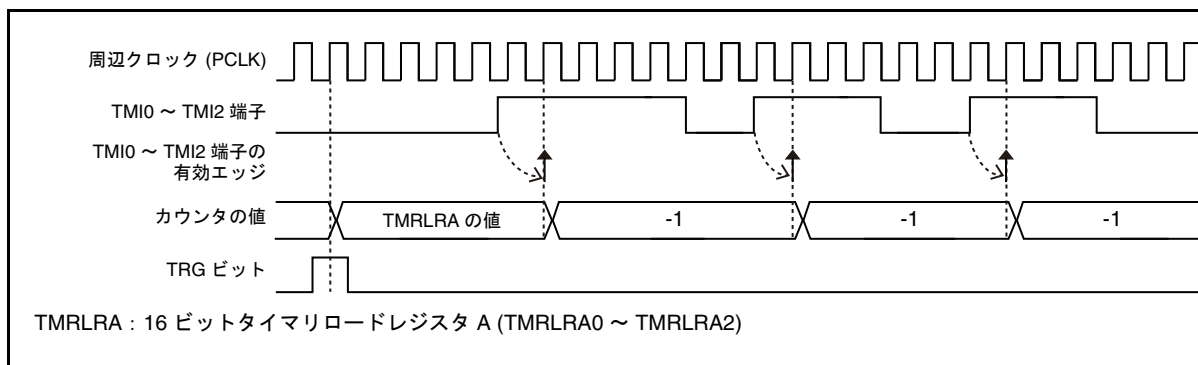 周辺クロック (PCLK)
TMI0 ～ TMI2 端子
TMI0 ～ TMI2 端子の
有効エッジ
カウンタの値
TMRLRA の値
-1
-1
-1
TRG ビット
TMRLRA : 16 ビットタイマリロードレジスタ A (TMRLRA0 ～ TMRLRA2)